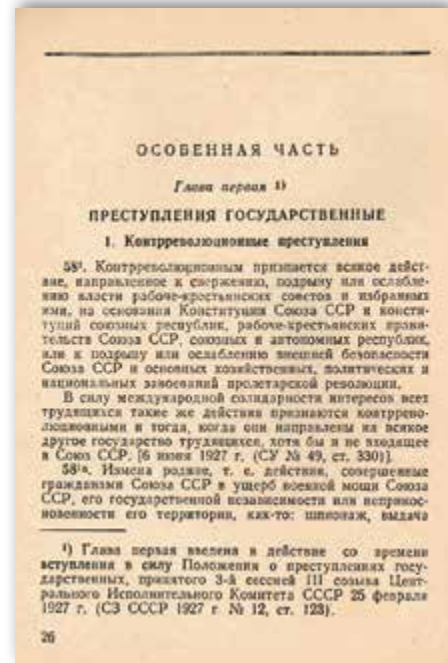 ОСОБЕННАЯ ЧАСТЬ
Глава первая ¹)
ПРЕСТУПЛЕНИЯ ГОСУДАРСТВЕННЫЕ
1. Контрреволюционные преступления
58¹. Контрреволюционным признается всякое дейст-
вие, направленное к свержению, подрыву или ослабле-
нию власти рабоче-крестьянских советов и избранных
ими, на основании Конституции Союза ССР и консти-
туций союзных республик, рабоче-крестьянских прави-
тельств Союза ССР, союзных и автономных республик,
или к подрыву или ослаблению внешней безопасности
Союза ССР и основных хозяйственных, политических и
национальных завоеваний пролетарской революции.
В силу международной солидарности интересов всех
трудящихся такие же действия признаются контррево-
люционными и тогда, когда они направлены на всякое
другое государство трудящихся, хотя бы и не входящее
в Союз ССР. [6 июня 1927 г. (СУ № 49, ст. 330)].
58¹ᵃ. Измена родине, т. е. действия, совершенные
гражданами Союза ССР в ущерб военной мощи Союза
ССР, его государственной независимости или неприкос-
новенности его территории, как-то: шпионаж, выдача
¹) Глава первая введена в действие со времени
вступления в силу Положения о преступлениях госу-
дарственных, принятого 3-й сессией III созыва Цент-
рального Исполнительного Комитета СССР 25 февраля
1927 г. (СЗ СССР 1927 г. № 12, ст. 123).
26